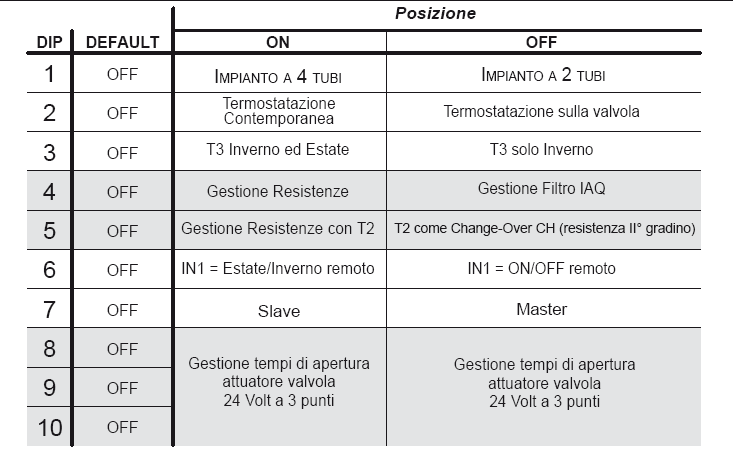 Posizione
DIP DEFAULT ON OFF
1 OFF IMPIANTO A 4 TUBI IMPIANTO A 2 TUBI
2 OFF Termostatazione Contemporanea Termostatazione sulla valvola
3 OFF T3 Inverno ed Estate T3 solo Inverno
4 OFF Gestione Resistenze Gestione Filtro IAQ
5 OFF Gestione Resistenze con T2 T2 come Change-Over CH (resistenza II° gradino)
6 OFF IN1 = Estate/Inverno remoto IN1 = ON/OFF remoto
7 OFF Slave Master
8 OFF
9 OFF
10 OFF
Gestione tempi di apertura
attuatore valvola
24 Volt a 3 punti
Gestione tempi di apertura
attuatore valvola
24 Volt a 3 punti